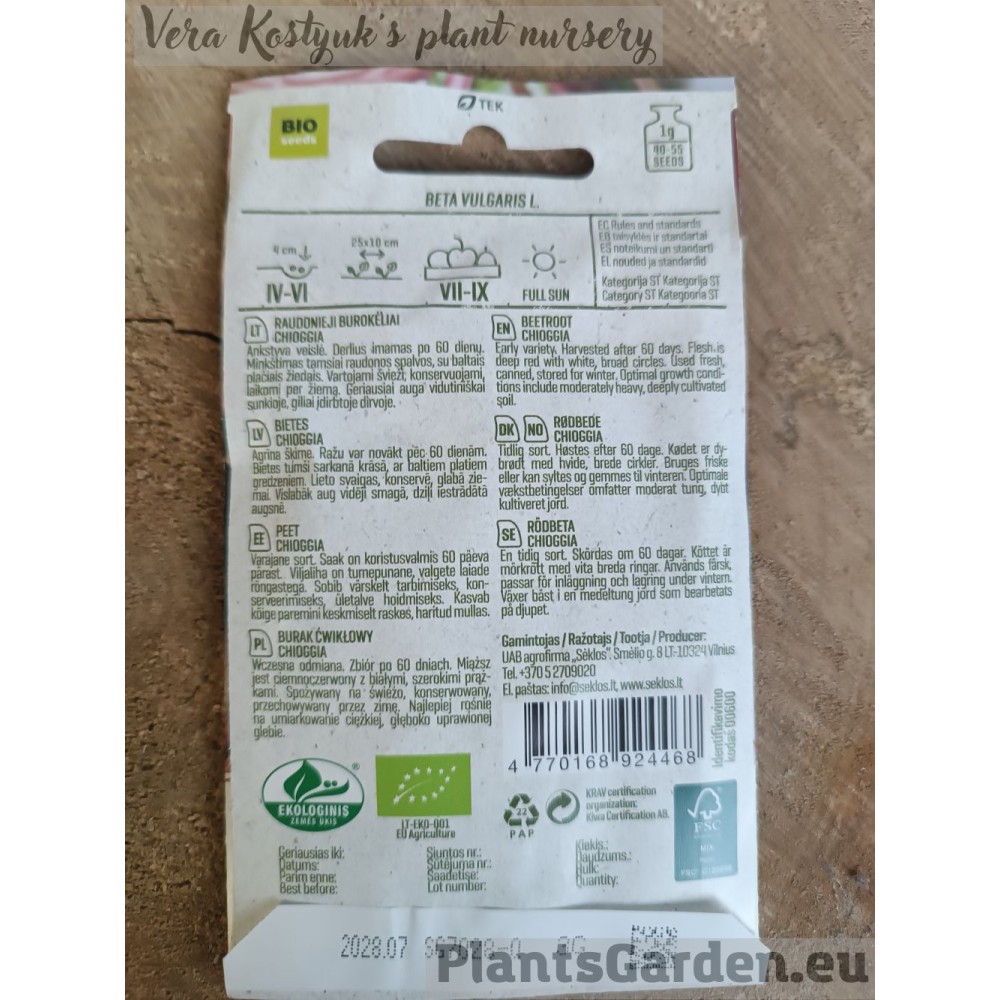 Vera Kostyuk's plant nursery
TEK
BIO
seeds
1g
40-55
SEEDS
BETA VULGARIS L.
4 cm
25x10 cm
IV-VI
VII-IX
FULL SUN
EC Rules and standards
EB taisyklės ir standartai
ES noteikumi un standarti
EL nõuded ja standardid
Kategorija ST Kategorija ST
Category ST Kategooria ST
LT
RAUDONIEJI BUROKĖLIAI
CHIOGGIA
Ankstyva veislė. Derlius imamas po 60 dienų.
Minkštimas tamsiai raudonos spalvos, su baltais
plačiais žiedais. Vartojami švieži, konservuojami,
laikomi per žiemą. Geriausiai auga vidutiniškai
sunkioje, giliai įdirbtoje dirvoje.
EN
BEETROOT
CHIOGGIA
Early variety. Harvested after 60 days. Flesh is
deep red with white, broad circles. Used fresh,
canned, stored for winter. Optimal growth condi-
tions include moderately heavy, deeply cultivated
soil.
LV
BIETES
CHIOGGIA
Agrīna šķirne. Ražu var novākt pēc 60 dienām.
Bietes tumši sarkanā krāsā, ar baltiem platiem
gredzeniem. Lieto svaigas, konservē, glabā zie-
mai. Vislabāk aug vidēji smagā, dziļi iestrādātā
augsnē.
DK NO
RØDBEDE
CHIOGGIA
Tidlig sort. Høstes efter 60 dage. Kødet er dy-
brødt med hvide, brede cirkler. Bruges friske
eller kan syltes og gemmes til vinteren. Optimale
vækstbetingelser omfatter moderat tung, dybt
kultiveret jord.
EE
PEET
CHIOGGIA
Varajane sort. Saak on koristusvalmis 60 päeva
pärast. Viljaliha on tumepunane, valgete laiade
rõngastega. Sobib värskelt tarbimiseks, kon-
serveerimiseks, ületalve hoidmiseks. Kasvab
kõige paremini keskmiselt raskes, haritud mullas.
SE
RÖDBETA
CHIOGGIA
En tidig sort. Skördas om 60 dagar. Köttet är
mörkrött med vita breda ringar. Används färsk,
passar för inläggning och lagring under vintern.
Växer bäst i en medeltung jord som bearbetats
på djupet.
PL
BURAK ĆWIKŁOWY
CHIOGGIA
Wczesna odmiana. Zbiór po 60 dniach. Miąższ
jest ciemnoczerwony z białymi, szerokimi prąż-
kami. Spożywany na świeżo, konserwowany,
przechowywany przez zimę. Najlepiej rośnie
na umiarkowanie ciężkiej, głęboko uprawionej
glebie.
Gamintojas / Ražotajs / Tootja / Producer:
UAB agrofirma „Sėklos". Smėlio g. 8 LT-10324 Vilnius
Tel. +370 5 2709020
El. paštas: info@seklos.lt, www.seklos.lt
Identifikavimo
kodas 00600
4 770168 924468
EKOLOGINIS
ŽEMĖS ŪKIS
®
LT-EKO-001
EU Agriculture
22
PAP
KRAV certification
organization:
Kiwa Certification AB.
FSC
MIX
Geriausias iki:
Datums:
Parim enne:
Best before:
Siuntos nr.:
Sūtējuma nr.:
Saadetise:
Lot number:
Kiekis:
Daudzums:
Hulk:
Quantity:
2028.07
PlantsGarden.eu